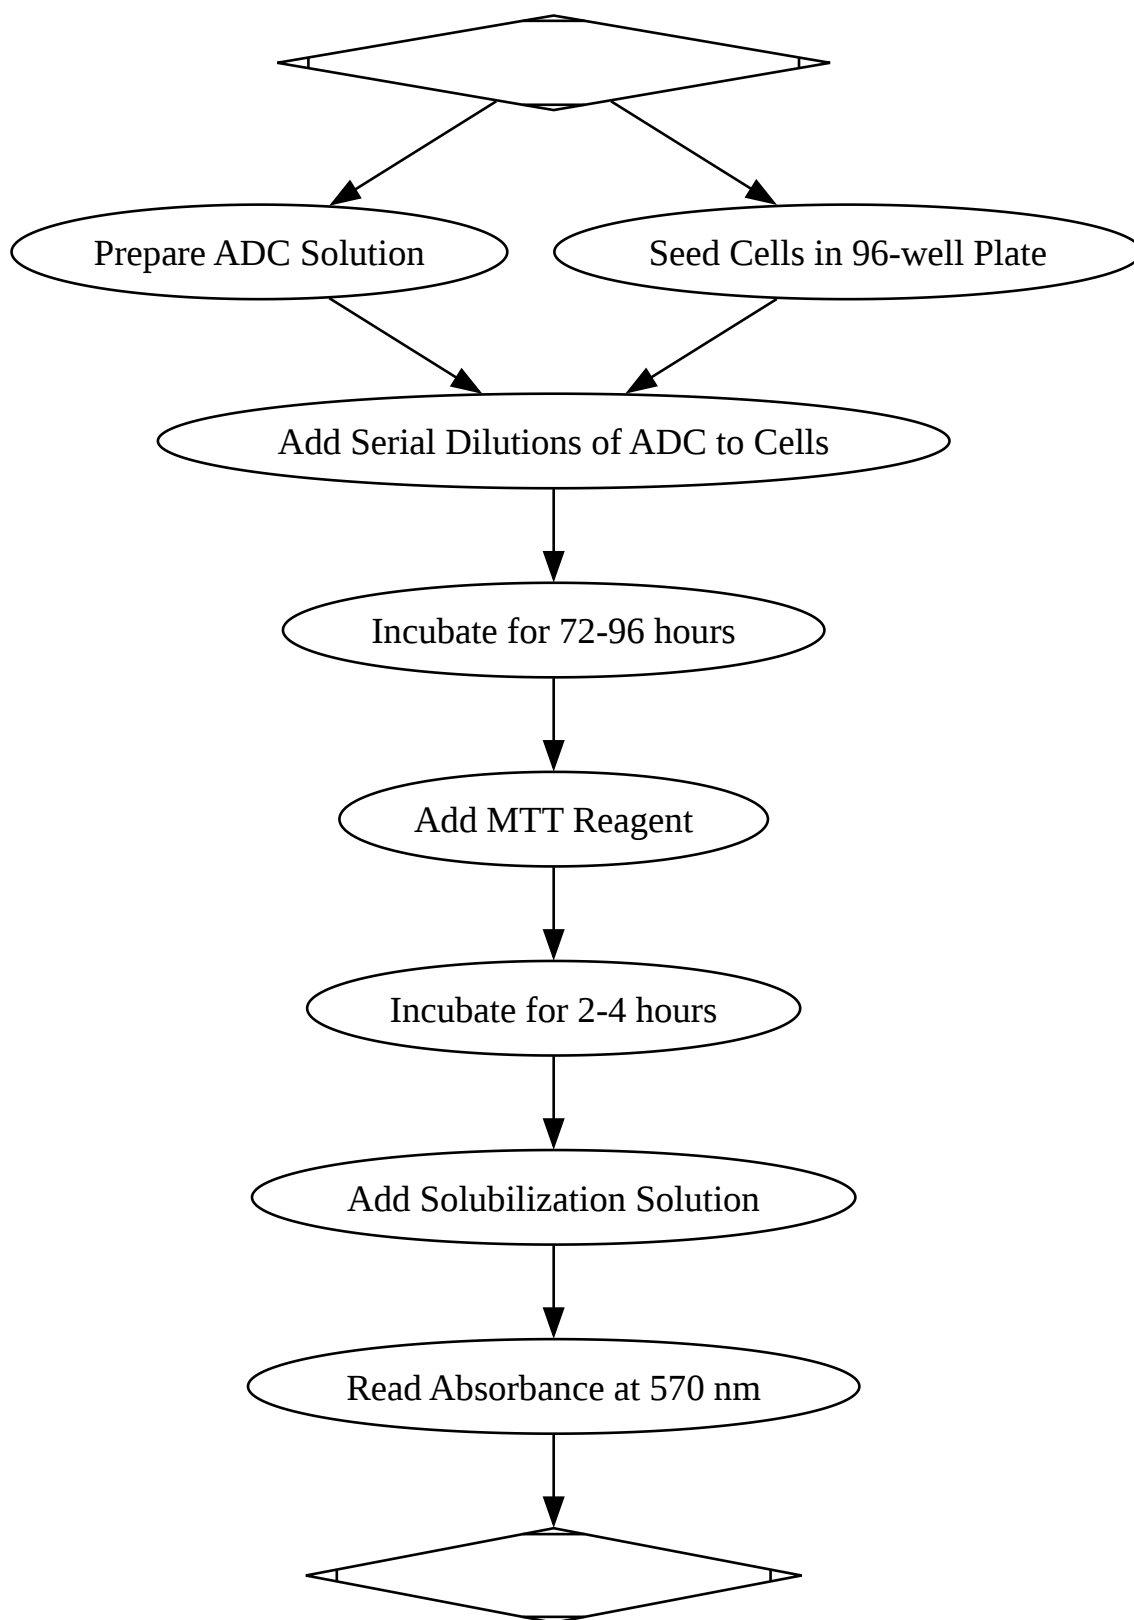 Prepare ADC Solution
Seed Cells in 96-well Plate
Add Serial Dilutions of ADC to Cells
Incubate for 72-96 hours
Add MTT Reagent
Incubate for 2-4 hours
Add Solubilization Solution
Read Absorbance at 570 nm